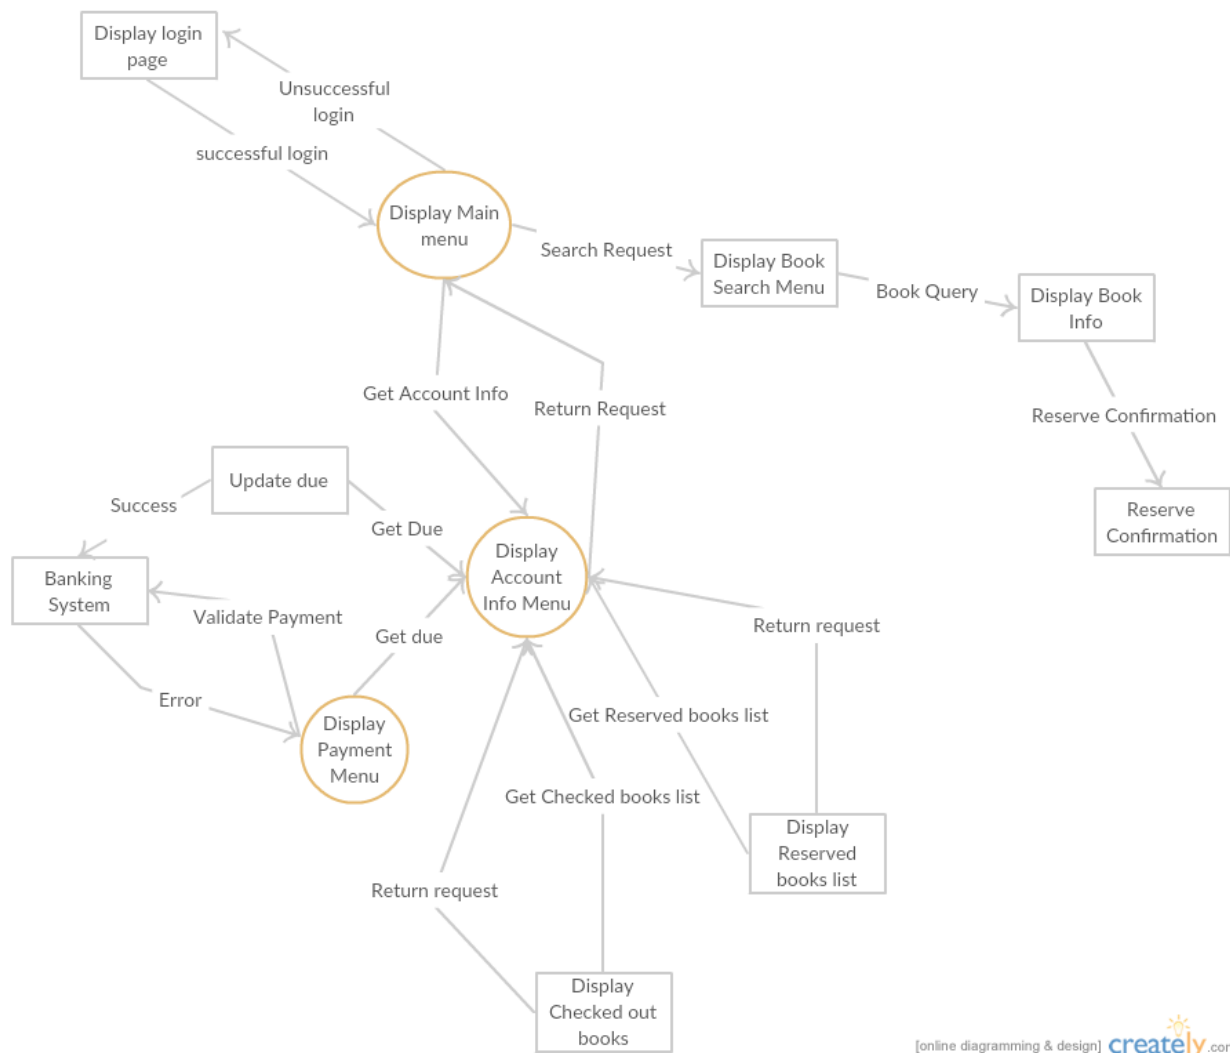 Display login
page
Unsuccessful
login
successful login
Display Main
menu
Search Request
Display Book
Search Menu
Book Query
Display Book
Info
Get Account Info
Return Request
Reserve Confirmation
Update due
Success
Get Due
Reserve
Confirmation
Display
Account
Info Menu
Banking
System
Validate Payment
Get due
Return request
Error
Display
Payment
Menu
Get Reserved books list
Get Checked books list
Display
Reserved
books list
Return request
Display
Checked out
books
[online diagramming & design] creately.com